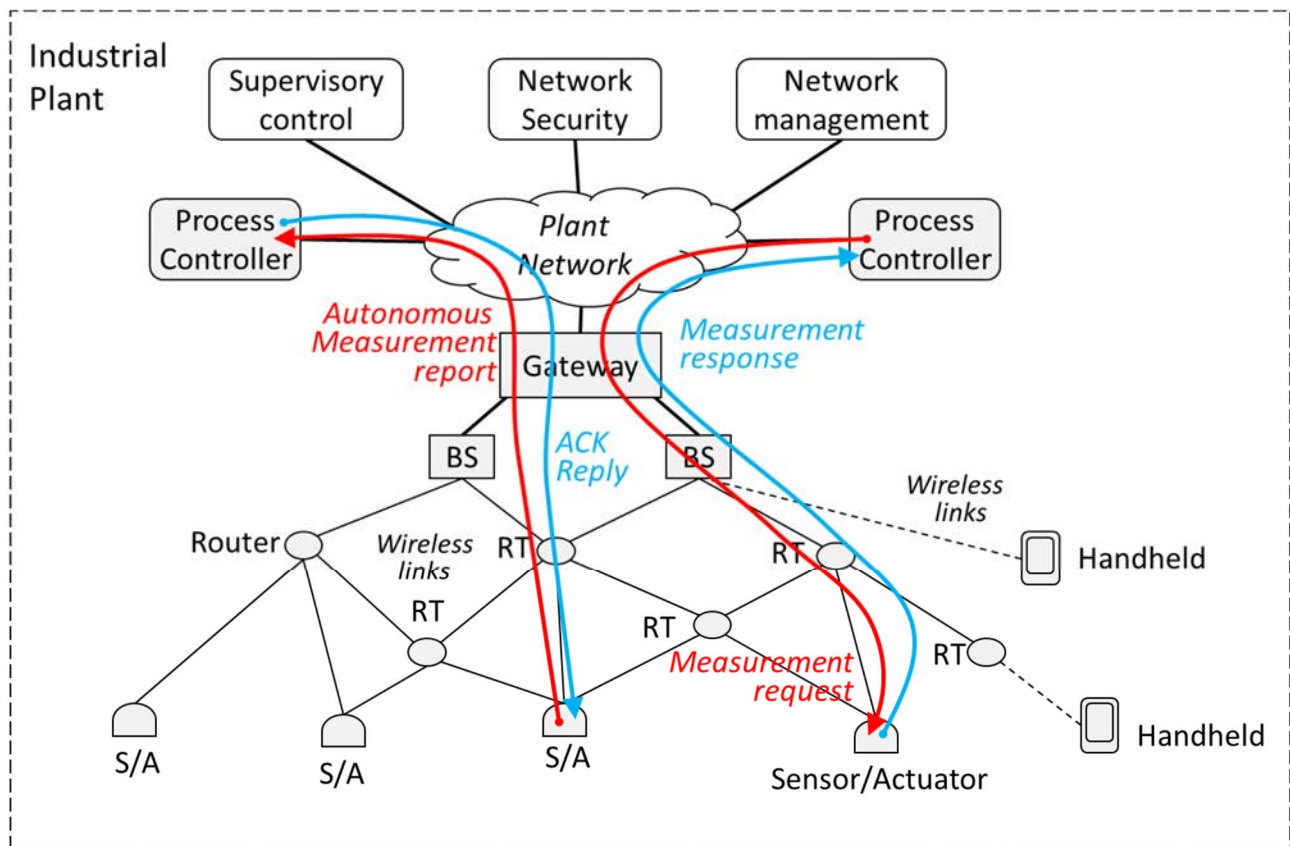 Industrial
Plant
Supervisory
control
Network
Security
Network
management
Process
Controller
Plant
Network
Process
Controller
Autonomous
Measurement
report
Measurement
response
Gateway
BS
ACK
Reply
BS
Wireless
links
Router
Wireless
links
RT
RT
Handheld
RT
RT
RT
Measurement
request
Handheld
S/A
S/A
S/A
Sensor/Actuator